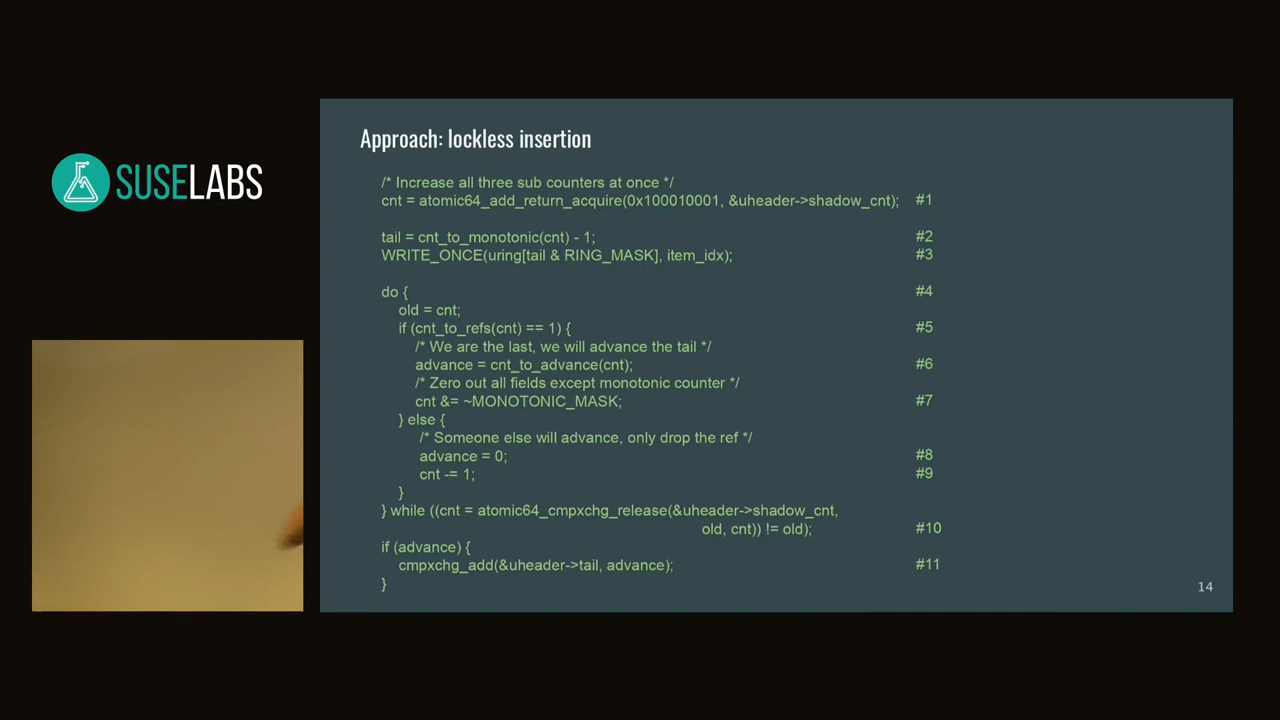 SUSELABS
Approach: lockless insertion
/* Increase all three sub counters at once */
cnt = atomic64_add_return_acquire(0x100010001, &uheader->shadow_cnt); #1
tail = cnt_to_monotonic(cnt) - 1; #2
WRITE_ONCE(uring[tail & RING_MASK], item_idx); #3
do { #4
old = cnt;
if (cnt_to_refs(cnt) == 1) { #5
/* We are the last, we will advance the tail */
advance = cnt_to_advance(cnt); #6
/* Zero out all fields except monotonic counter */
cnt &= ~MONOTONIC_MASK; #7
} else {
/* Someone else will advance, only drop the ref */
advance = 0; #8
cnt -= 1; #9
}
} while ((cnt = atomic64_cmpxchg_release(&uheader->shadow_cnt,
old, cnt)) != old); #10
if (advance) {
cmpxchg_add(&uheader->tail, advance); #11
}
14